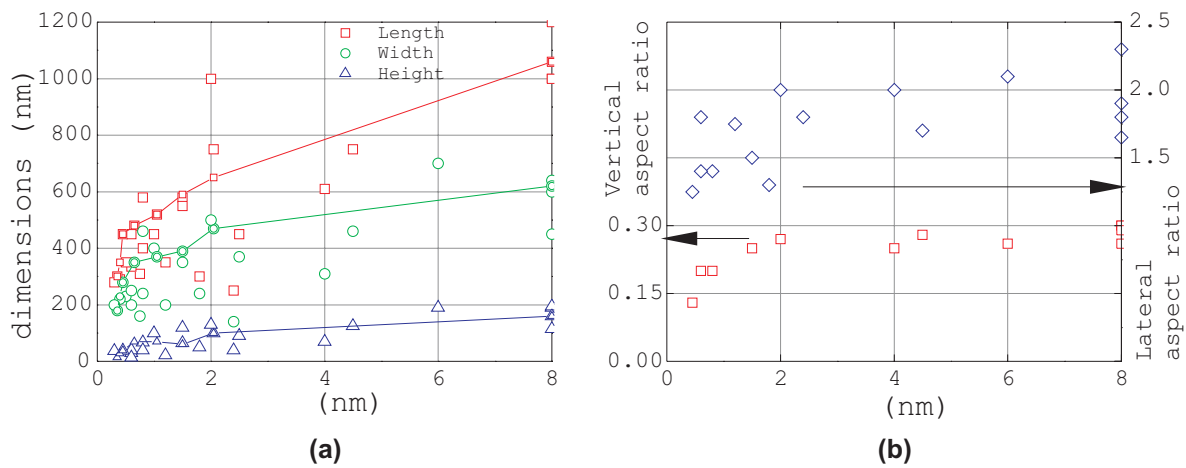 1200
1000
800
600
400
200
0
dimensions (nm)
Length
Width
Height
0 2 4 6 8
(nm)
(a)
Vertical
aspect ratio
0.30
0.15
0.00
2.5
2.0
1.5
Lateral
aspect ratio
0 2 4 6 8
(nm)
(b)